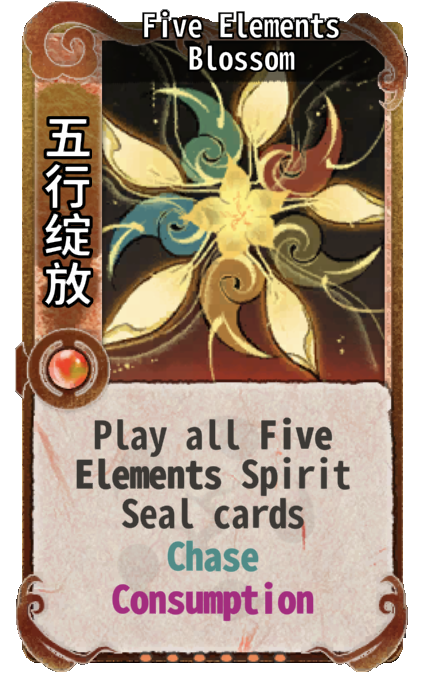 Five Elements
Blossom
五行绽放
Play all Five
Elements Spirit
Seal cards
Chase
Consumption